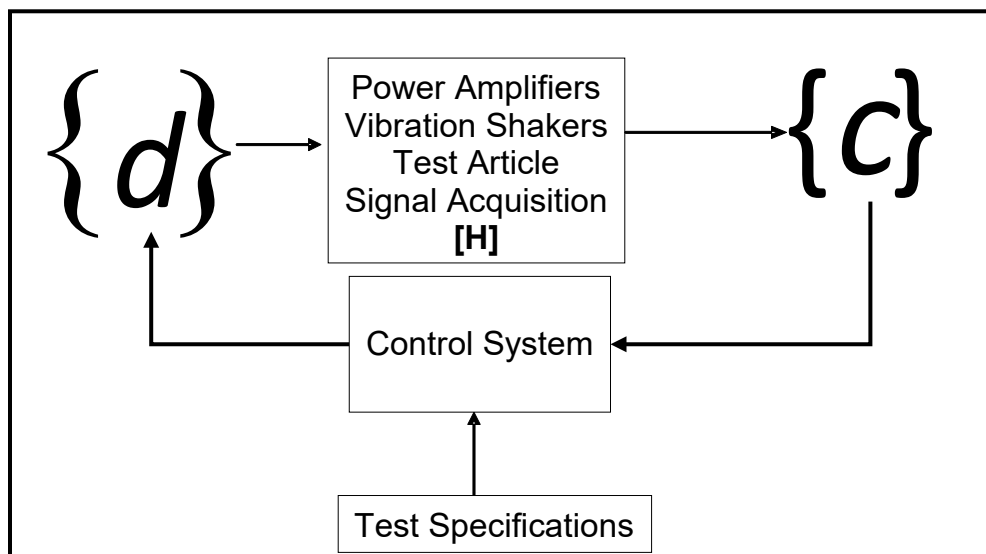 {d}
Power Amplifiers
Vibration Shakers
Test Article
Signal Acquisition
[H]
{c}
Control System
Test Specifications